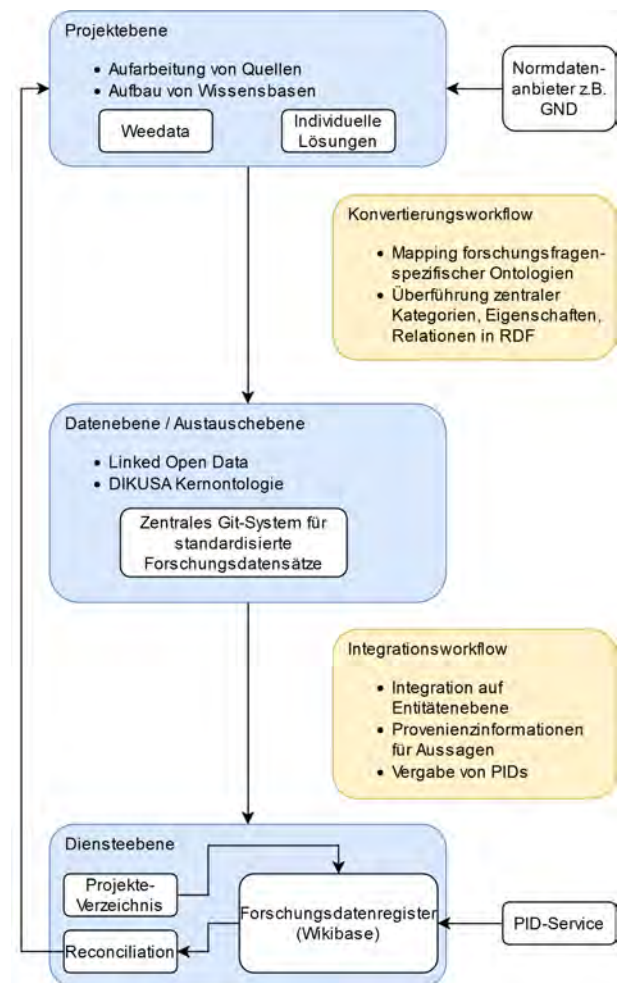 Projektebene
• Aufarbeitung von Quellen
• Aufbau von Wissensbasen
Weedata
Individuelle
Lösungen
Normdaten-
anbieter z.B.
GND
Konvertierungsworkflow
• Mapping forschungsfragen-
spezifischer Ontologien
• Überführung zentraler
Kategorien, Eigenschaften,
Relationen in RDF
Datenebene / Austauschebene
• Linked Open Data
• DIKUSA Kernontologie
Zentrales Git-System für
standardisierte
Forschungsdatensätze
Integrationsworkflow
• Integration auf
Entitätenebene
• Provenienzinformationen
für Aussagen
• Vergabe von PIDs
Diensteebene
Projekte-
Verzeichnis
Reconciliation
Forschungsdatenregister
(Wikibase)
PID-Service